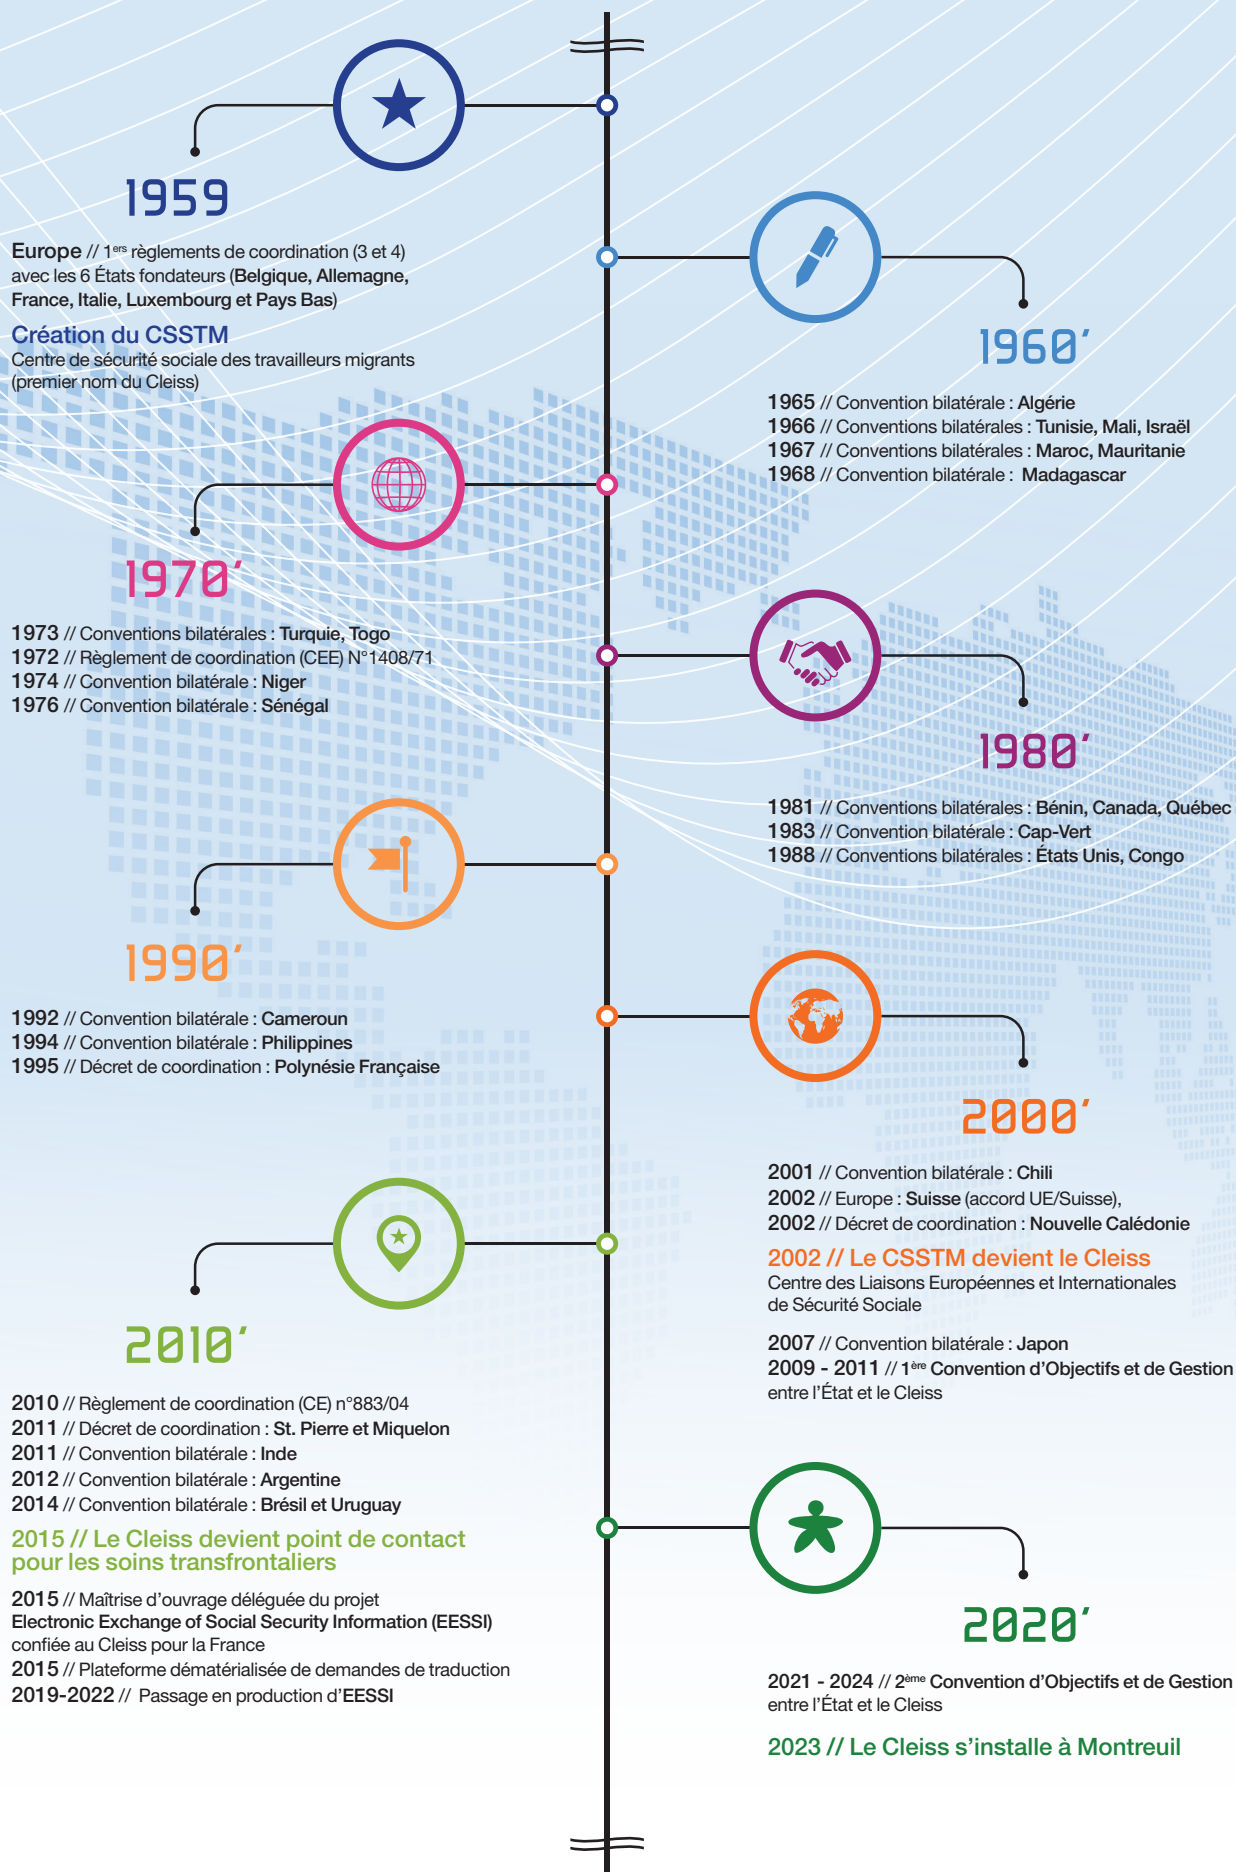 1959
Europe // 1ers règlements de coordination (3 et 4)
avec les 6 États fondateurs (Belgique, Allemagne,
France, Italie, Luxembourg et Pays Bas)
Création du CSSTM
Centre de sécurité sociale des travailleurs migrants
(premier nom du Cleiss)
1960'
1965 // Convention bilatérale : Algérie
1966 // Conventions bilatérales : Tunisie, Mali, Israël
1967 // Conventions bilatérales : Maroc, Mauritanie
1968 // Convention bilatérale : Madagascar
1970'
1973 // Conventions bilatérales : Turquie, Togo
1972 // Règlement de coordination (CEE) N°1408/71
1974 // Convention bilatérale : Niger
1976 // Convention bilatérale : Sénégal
1980'
1981 // Conventions bilatérales : Bénin, Canada, Québec
1983 // Convention bilatérale : Cap-Vert
1988 // Conventions bilatérales : États Unis, Congo
1990'
1992 // Convention bilatérale : Cameroun
1994 // Convention bilatérale : Philippines
1995 // Décret de coordination : Polynésie Française
2000'
2001 // Convention bilatérale : Chili
2002 // Europe : Suisse (accord UE/Suisse),
2002 // Décret de coordination : Nouvelle Calédonie
2002 // Le CSSTM devient le Cleiss
Centre des Liaisons Européennes et Internationales
de Sécurité Sociale
2007 // Convention bilatérale : Japon
2009 - 2011 // 1ère Convention d'Objectifs et de Gestion
entre l'État et le Cleiss
2010'
2010 // Règlement de coordination (CE) n°883/04
2011 // Décret de coordination : St. Pierre et Miquelon
2011 // Convention bilatérale : Inde
2012 // Convention bilatérale : Argentine
2014 // Convention bilatérale : Brésil et Uruguay
2015 // Le Cleiss devient point de contact
pour les soins transfrontaliers
2015 // Maîtrise d'ouvrage déléguée du projet
Electronic Exchange of Social Security Information (EESSI)
confiée au Cleiss pour la France
2015 // Plateforme dématérialisée de demandes de traduction
2019-2022 // Passage en production d'EESSI
2020'
2021 - 2024 // 2ème Convention d'Objectifs et de Gestion
entre l'État et le Cleiss
2023 // Le Cleiss s'installe à Montreuil